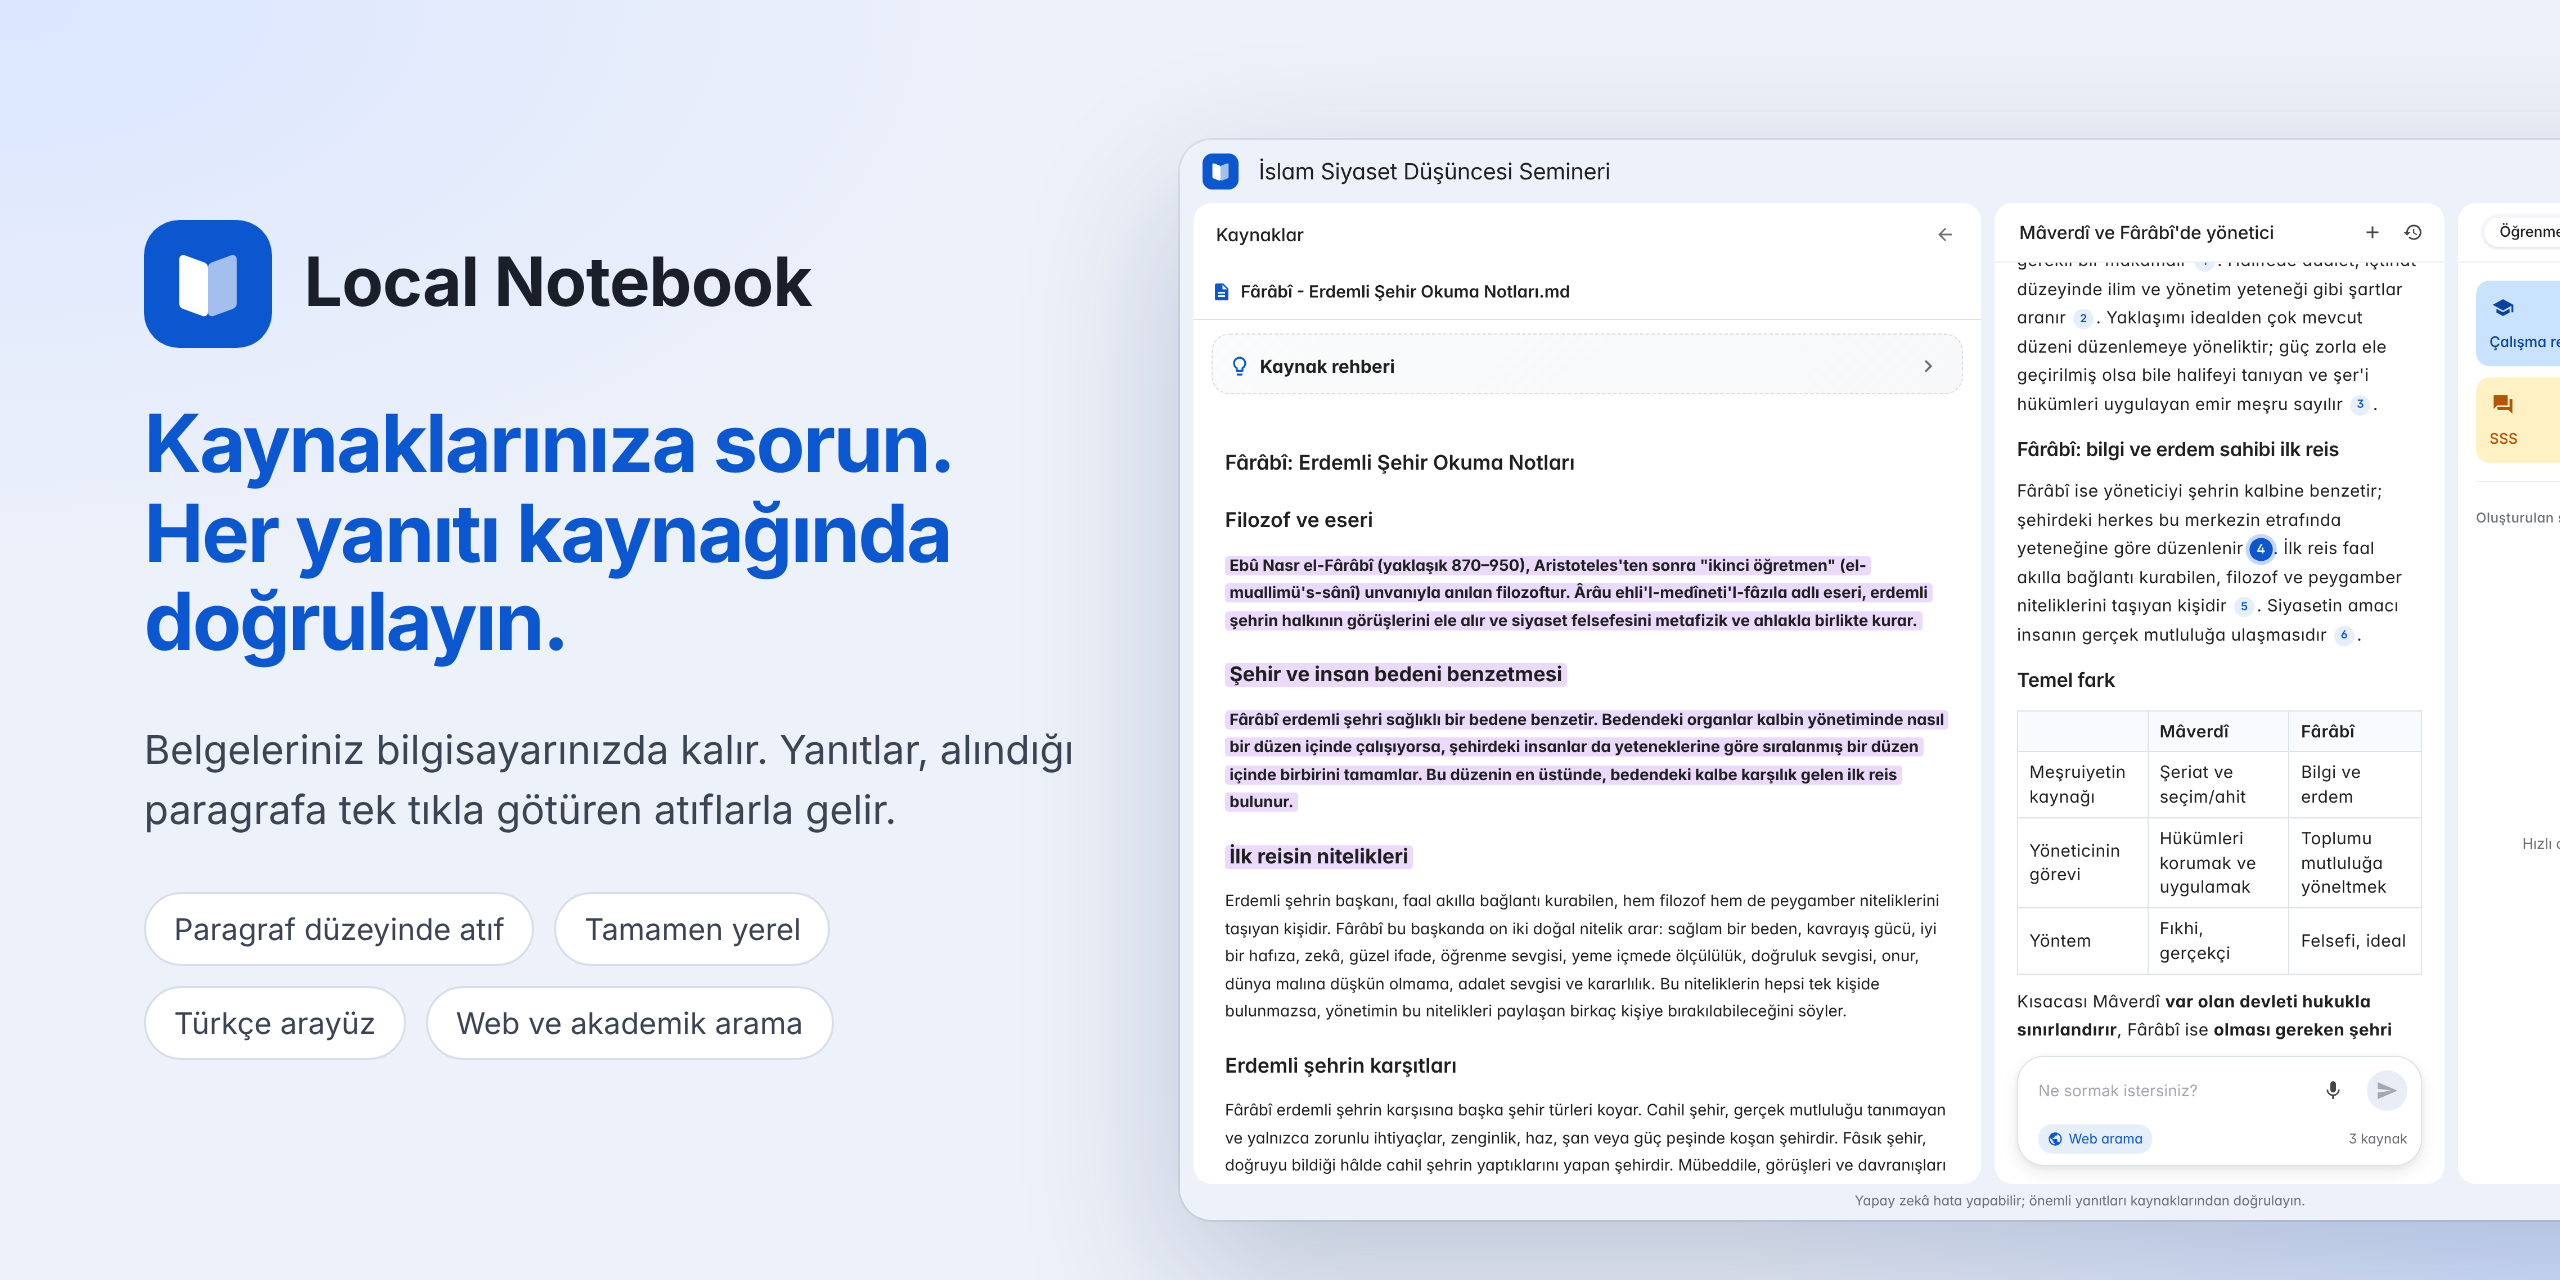 Local Notebook
Kaynaklarınıza sorun.
Her yanıtı kaynağında
doğrulayın.
Belgeleriniz bilgisayarınızda kalır. Yanıtlar, alındığı
paragrafa tek tıkla götüren atıflarla gelir.
Paragraf düzeyinde atıf
Tamamen yerel
Türkçe arayüz
Web ve akademik arama
İslam Siyaset Düşüncesi Semineri
Kaynaklar
Fârâbî - Erdemli Şehir Okuma Notları.md
Kaynak rehberi
Fârâbî: Erdemli Şehir Okuma Notları
Filozof ve eseri
Ebû Nasr el-Fârâbî (yaklaşık 870–950), Aristoteles'ten sonra "ikinci öğretmen" (el-
muallimü's-sânî) unvanıyla anılan filozoftur. Ârâu ehli'l-medîneti'l-fâzıla adlı eseri, erdemli
şehrin halkının görüşlerini ele alır ve siyaset felsefesini metafizik ve ahlakla birlikte kurar.
Şehir ve insan bedeni benzetmesi
Fârâbî erdemli şehri sağlıklı bir bedene benzetir. Bedendeki organlar kalbin yönetiminde nasıl
bir düzen içinde çalışıyorsa, şehirdeki insanlar da yeteneklerine göre sıralanmış bir düzen
içinde birbirini tamamlar. Bu düzenin en üstünde, bedendeki kalbe karşılık gelen ilk reis
bulunur.
İlk reisin nitelikleri
Erdemli şehrin başkanı, faal akılla bağlantı kurabilen, hem filozof hem de peygamber niteliklerini
taşıyan kişidir. Fârâbî bu başkanda on iki doğal nitelik arar: sağlam bir beden, kavrayış gücü, iyi
bir hafıza, zekâ, güzel ifade, öğrenme sevgisi, yeme içmede ölçülülük, doğruluk sevgisi, onur,
dünya malına düşkün olmama, adalet sevgisi ve kararlılık. Bu niteliklerin hepsi tek kişide
bulunmazsa, yönetimin bu nitelikleri paylaşan birkaç kişiye bırakılabileceğini söyler.
Erdemli şehrin karşıtları
Fârâbî erdemli şehrin karşısına başka şehir türleri koyar. Cahil şehir, gerçek mutluluğu tanımayan
ve yalnızca zorunlu ihtiyaçlar, zenginlik, haz, şan veya güç peşinde koşan şehirdir. Fâsık şehir,
doğruyu bildiği hâlde cahil şehrin yaptıklarını yapan şehirdir. Mübeddile, görüşleri ve davranışları
Mâverdî ve Fârâbî'de yönetici
düzeyinde ilim ve yönetim yeteneği gibi şartlar
aranır 2 . Yaklaşımı idealden çok mevcut
düzeni düzenlemeye yöneliktir; güç zorla ele
geçirilmiş olsa bile halifeyi tanıyan ve şer'i
hükümleri uygulayan emir meşru sayılır 3 .
Fârâbî: bilgi ve erdem sahibi ilk reis
Fârâbî ise yöneticiyi şehrin kalbine benzetir;
şehirdeki herkes bu merkezin etrafında
yeteneğine göre düzenlenir 4 . İlk reis faal
akılla bağlantı kurabilen, filozof ve peygamber
niteliklerini taşıyan kişidir 5 . Siyasetin amacı
insanın gerçek mutluluğa ulaşmasıdır 6 .
Temel fark
Mâverdî Fârâbî
Meşruiyetin kaynağı Şeriat ve seçim/ahit Bilgi ve erdem
Yöneticinin görevi Hükümleri korumak ve uygulamak Toplumu mutluluğa yöneltmek
Yöntem Fıkhi, gerçekçi Felsefi, ideal
Kısacası Mâverdî var olan devleti hukukla
sınırlandırır, Fârâbî ise olması gereken şehri
Ne sormak istersiniz?
Web arama
3 kaynak
Öğrenme
Çalışma re
SSS
Oluşturulan
Hızlı
Yapay zekâ hata yapabilir; önemli yanıtları kaynaklarından doğrulayın.